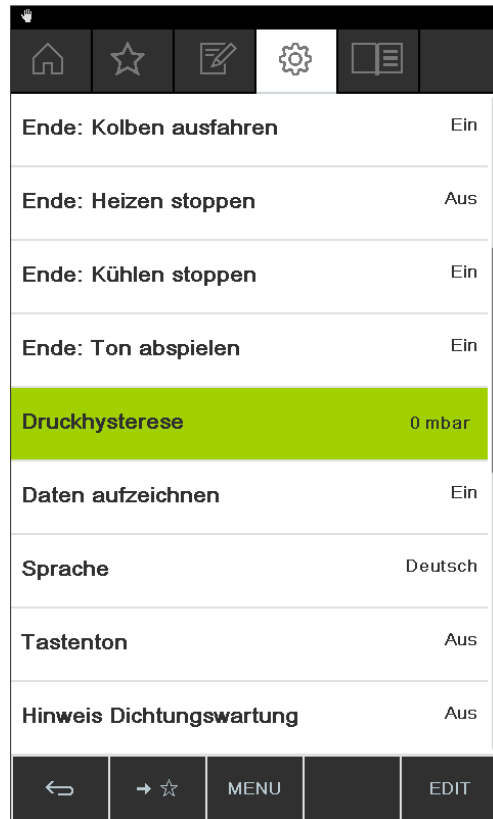 Ende: Kolben ausfahren Ein
Ende: Heizen stoppen Aus
Ende: Kühlen stoppen Ein
Ende: Ton abspielen Ein
Druckhysterese 0 mbar
Daten aufzeichnen Ein
Sprache Deutsch
Tastenton Aus
Hinweis Dichtungswartung Aus
MENU EDIT